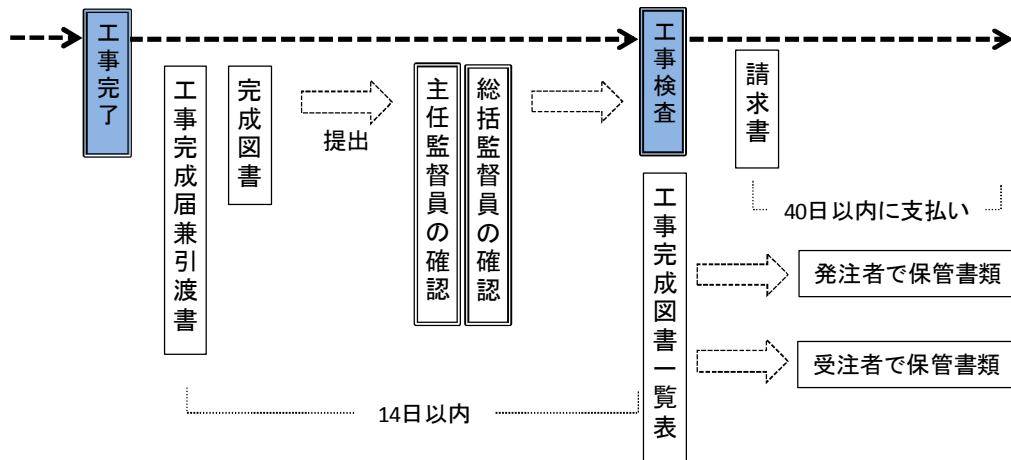 工事完了
工事完成届兼引渡書
完成図書
提出
主任監督員の確認
総括監督員の確認
工事検査
請求書
40日以内に支払い
工事完成図書一覧表
発注者で保管書類
受注者で保管書類
14日以内